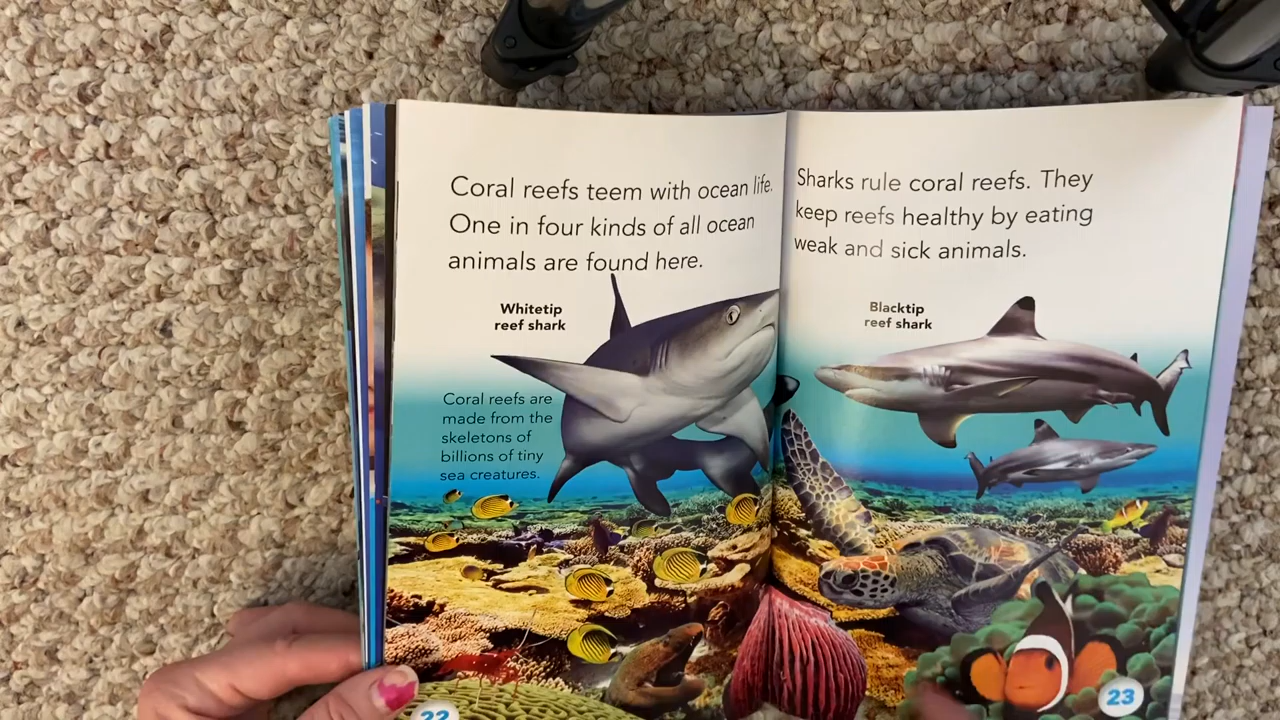 Coral reefs teem with ocean life.
One in four kinds of all ocean
animals are found here.
Whitetip
reef shark
Coral reefs are
made from the
skeletons of
billions of tiny
sea creatures.
22
Sharks rule coral reefs. They
keep reefs healthy by eating
weak and sick animals.
Blacktip
reef shark
23